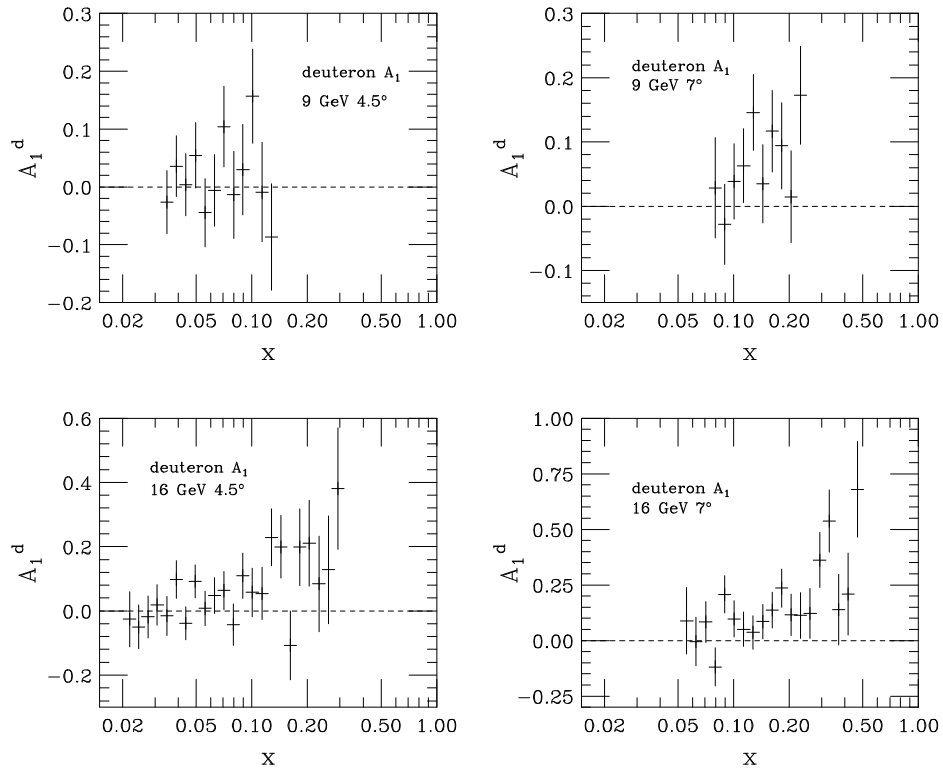 0.3
0.2
0.1
0.0
−0.1
−0.2
A₁ᵈ
deuteron A₁
9 GeV 4.5°
0.02 0.05 0.10 0.20 0.50 1.00
x
0.3
0.2
0.1
0.0
−0.1
A₁ᵈ
deuteron A₁
9 GeV 7°
0.02 0.05 0.10 0.20 0.50 1.00
x
0.6
0.4
0.2
0.0
−0.2
A₁ᵈ
deuteron A₁
16 GeV 4.5°
0.02 0.05 0.10 0.20 0.50 1.00
x
1.00
0.75
0.50
0.25
0.00
−0.25
A₁ᵈ
deuteron A₁
16 GeV 7°
0.02 0.05 0.10 0.20 0.50 1.00
x